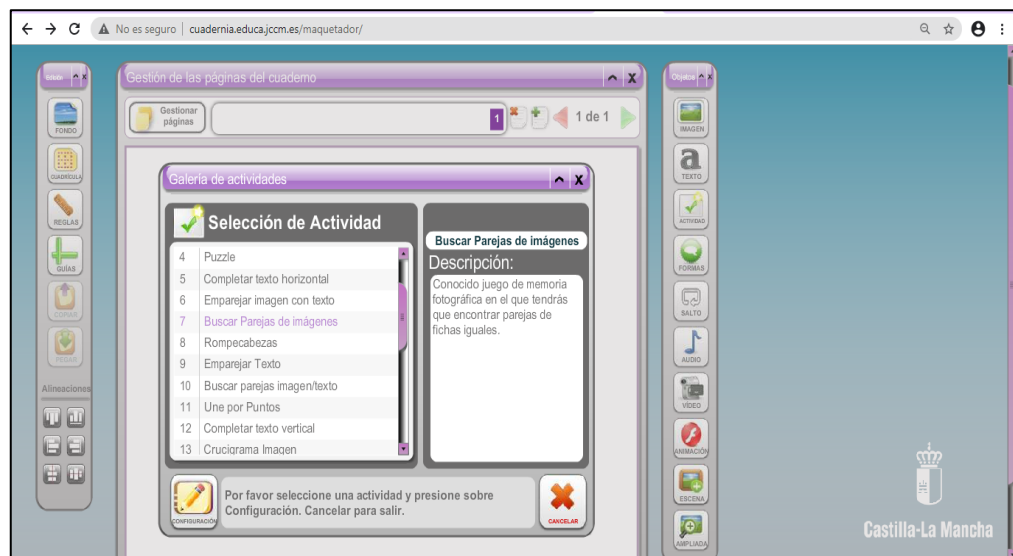 No es seguro | cuadernia.educa.jccm.es/maquetador/
Gestión de las páginas del cuaderno
X
Gestionar
páginas
1
1 de 1
Galería de actividades
X
Selección de Actividad
4 Puzzle
5 Completar texto horizontal
6 Emparejar imagen con texto
7 Buscar Parejas de imágenes
8 Rompecabezas
9 Emparejar Texto
10 Buscar parejas imagen/texto
11 Une por Puntos
12 Completar texto vertical
13 Crucigrama Imagen
Buscar Parejas de imágenes
Descripción:
Conocido juego de memoria
fotográfica en el que tendrás
que encontrar parejas de
fichas iguales.
CONFIGURACIÓN
Por favor seleccione una actividad y presione sobre
Configuración. Cancelar para salir.
CANCELAR
X
FONDO
CUADRÍCULA
REGLAS
GUÍAS
COPIAR
PEGAR
Alineaciones
Objetos
X
IMAGEN
a
TEXTO
ACTIVIDAD
FORMAS
SALTO
AUDIO
VÍDEO
ANIMACIÓN
ESCENA
AMPLIADA
Castilla-La Mancha